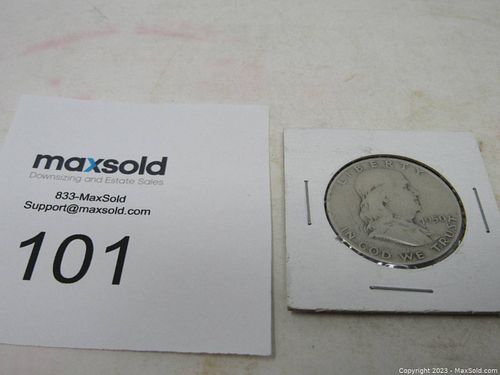 maxsold
Downsizing and Estate Sales
833-MaxSold
Support@maxsold.com
101
LIBERTY
1950
IN GOD WE TRUST
Copyright 2023 - MaxSold.com